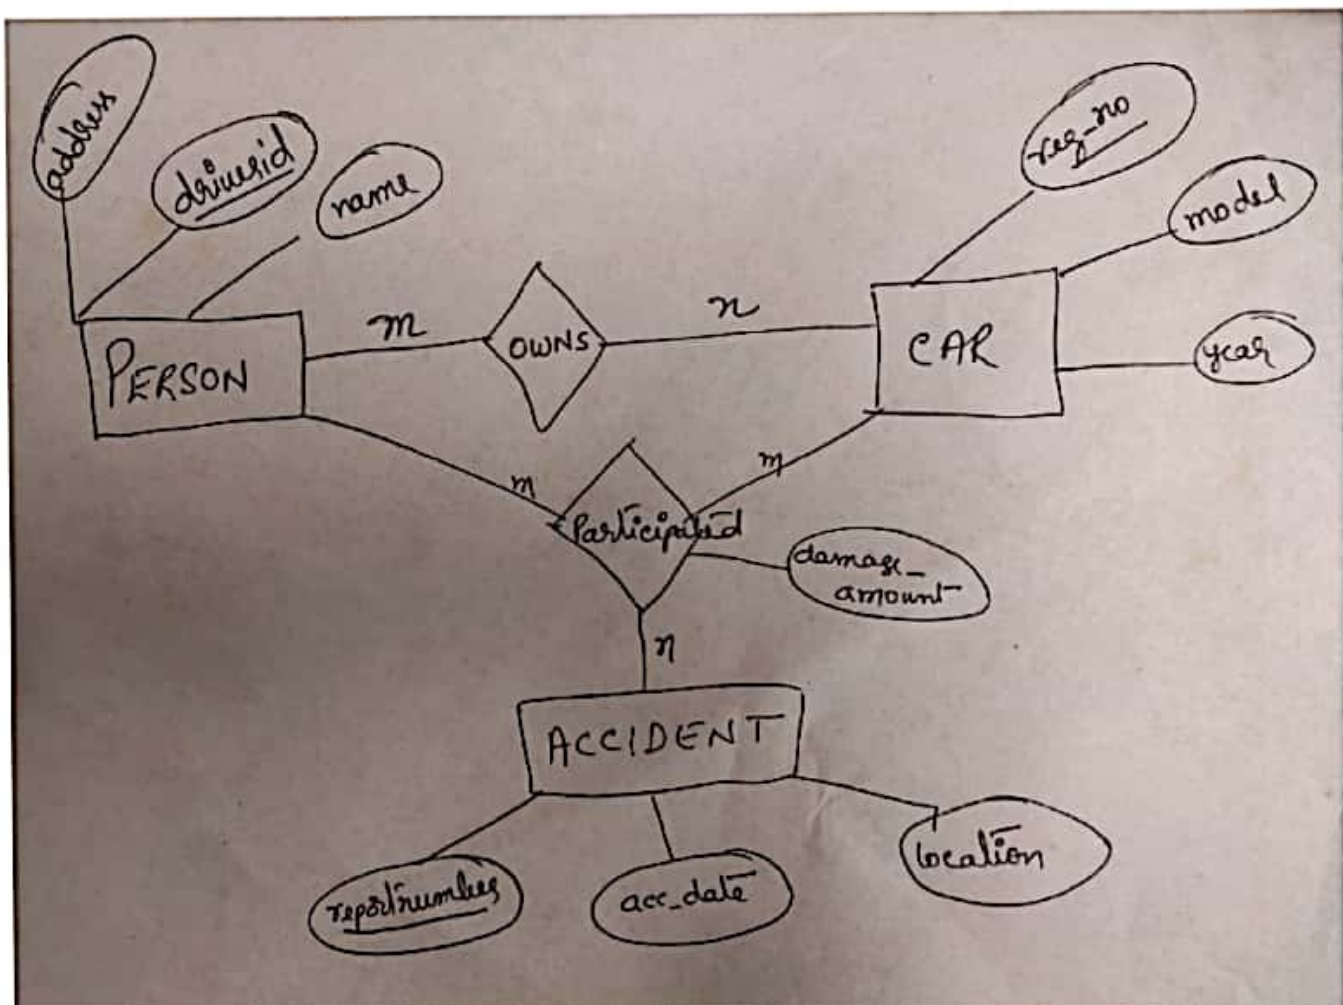 address
driverid
name
reg_no
model
year
m
OWNS
n
PERSON
CAR
m
m
Participated
damage_
amount
n
ACCIDENT
reportnumber
acc_date
location